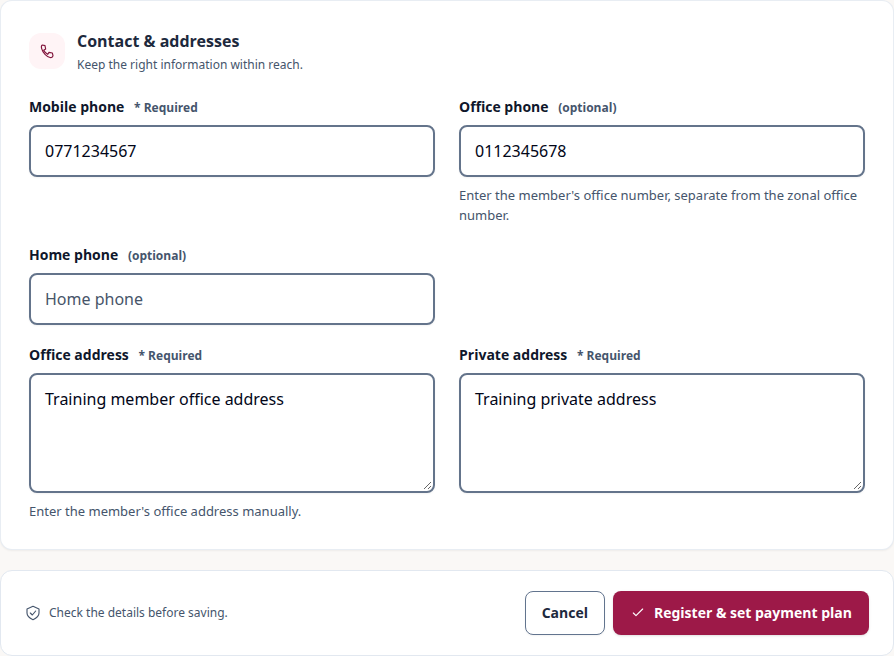 Contact & addresses
Keep the right information within reach.
Mobile phone * Required
0771234567
Office phone (optional)
0112345678
Enter the member's office number, separate from the zonal office
number.
Home phone (optional)
Home phone
Office address * Required
Training member office address
Enter the member's office address manually.
Private address * Required
Training private address
Check the details before saving.
Cancel
Register & set payment plan